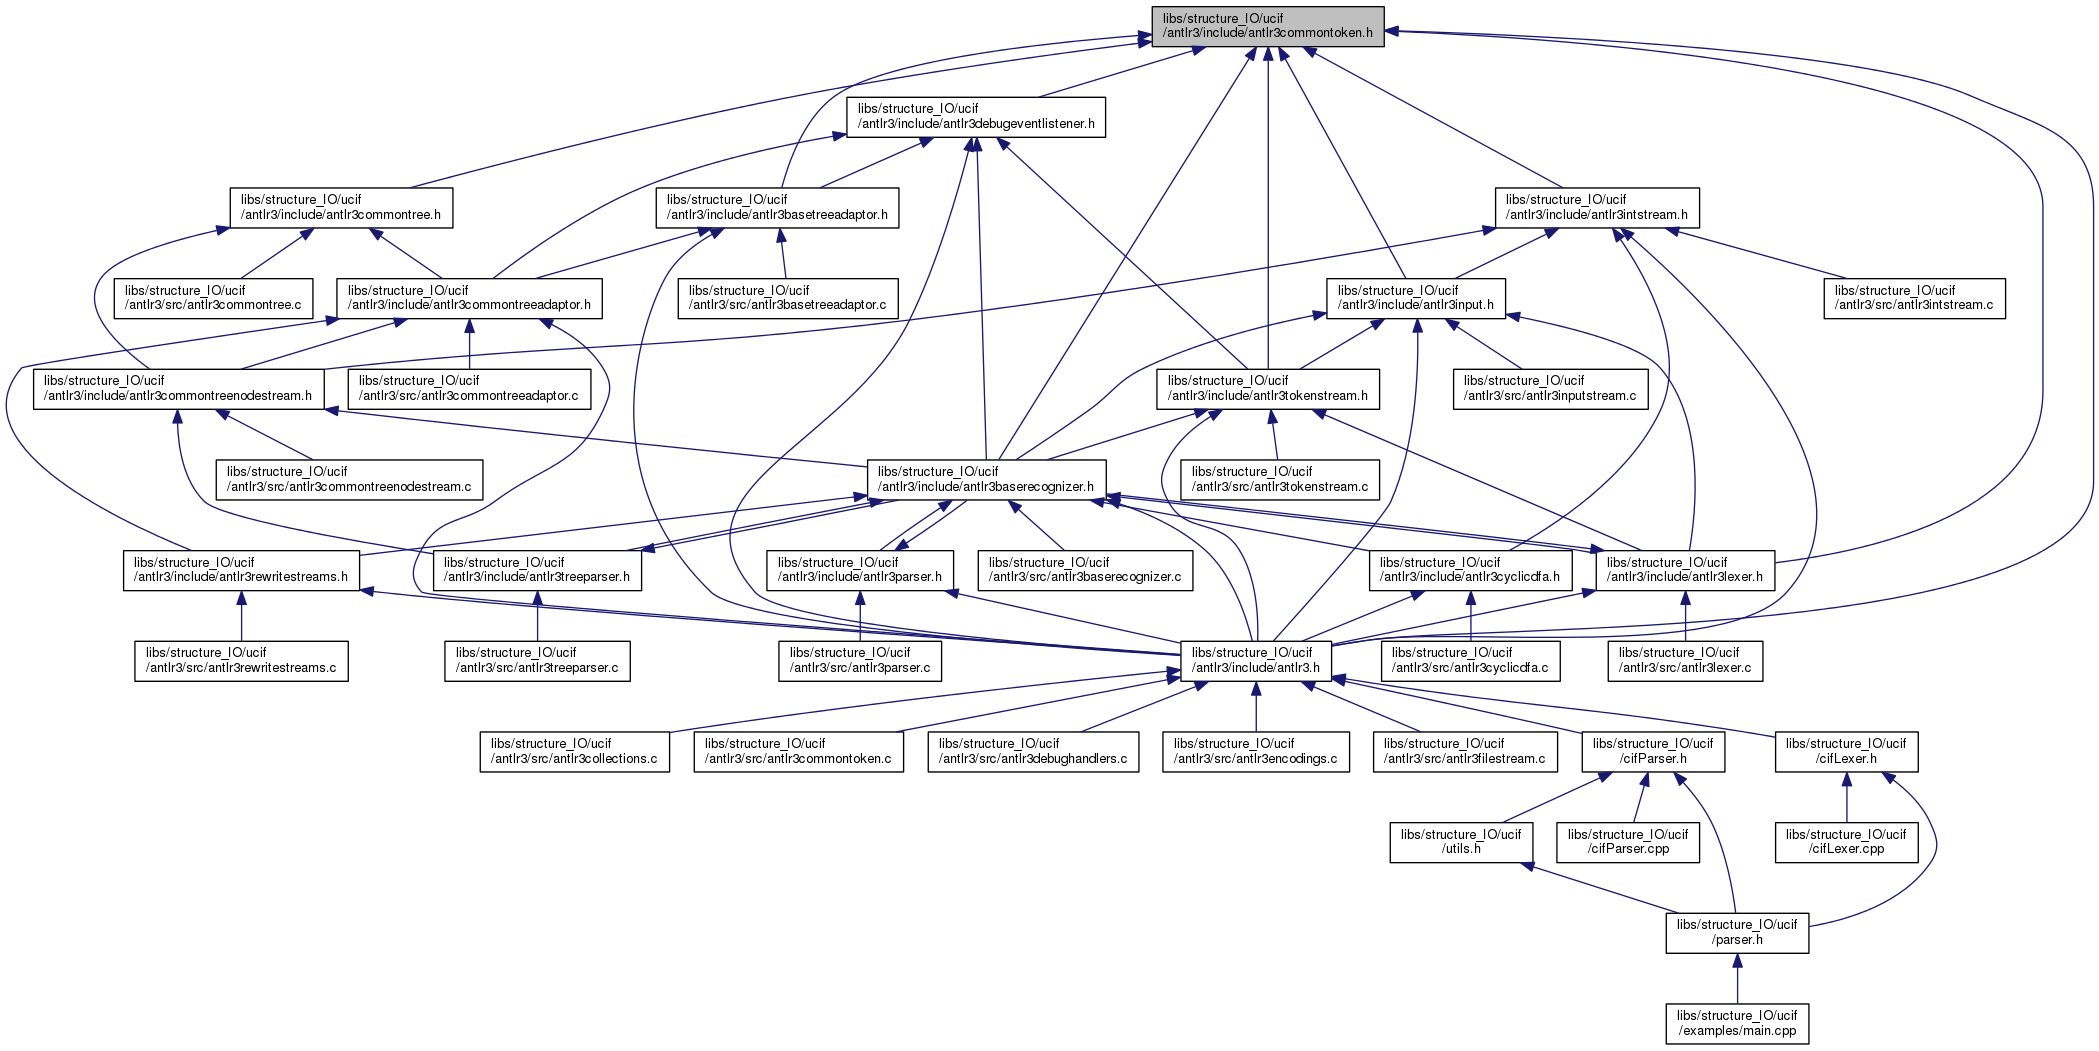 libs/structure_IO/ucif
/antlr3/include/antlr3commontoken.h
libs/structure_IO/ucif
/antlr3/include/antlr3debugeventlistener.h
libs/structure_IO/ucif
/antlr3/include/antlr3commontree.h
libs/structure_IO/ucif
/antlr3/include/antlr3basetreeadaptor.h
libs/structure_IO/ucif
/antlr3/include/antlr3intstream.h
libs/structure_IO/ucif
/antlr3/src/antlr3commontree.c
libs/structure_IO/ucif
/antlr3/include/antlr3commontreeadaptor.h
libs/structure_IO/ucif
/antlr3/src/antlr3basetreeadaptor.c
libs/structure_IO/ucif
/antlr3/include/antlr3input.h
libs/structure_IO/ucif
/antlr3/src/antlr3intstream.c
libs/structure_IO/ucif
/antlr3/include/antlr3commontreenodestream.h
libs/structure_IO/ucif
/antlr3/src/antlr3commontreeadaptor.c
libs/structure_IO/ucif
/antlr3/include/antlr3tokenstream.h
libs/structure_IO/ucif
/antlr3/src/antlr3inputstream.c
libs/structure_IO/ucif
/antlr3/src/antlr3commontreenodestream.c
libs/structure_IO/ucif
/antlr3/include/antlr3baserecognizer.h
libs/structure_IO/ucif
/antlr3/src/antlr3tokenstream.c
libs/structure_IO/ucif
/antlr3/include/antlr3rewritestreams.h
libs/structure_IO/ucif
/antlr3/include/antlr3treeparser.h
libs/structure_IO/ucif
/antlr3/include/antlr3parser.h
libs/structure_IO/ucif
/antlr3/src/antlr3baserecognizer.c
libs/structure_IO/ucif
/antlr3/include/antlr3cyclicdfa.h
libs/structure_IO/ucif
/antlr3/include/antlr3lexer.h
libs/structure_IO/ucif
/antlr3/src/antlr3rewritestreams.c
libs/structure_IO/ucif
/antlr3/src/antlr3treeparser.c
libs/structure_IO/ucif
/antlr3/src/antlr3parser.c
libs/structure_IO/ucif
/antlr3/include/antlr3.h
libs/structure_IO/ucif
/antlr3/src/antlr3cyclicdfa.c
libs/structure_IO/ucif
/antlr3/src/antlr3lexer.c
libs/structure_IO/ucif
/antlr3/src/antlr3collections.c
libs/structure_IO/ucif
/antlr3/src/antlr3commontoken.c
libs/structure_IO/ucif
/antlr3/src/antlr3debughandlers.c
libs/structure_IO/ucif
/antlr3/src/antlr3encodings.c
libs/structure_IO/ucif
/antlr3/src/antlr3filestream.c
libs/structure_IO/ucif
/cifParser.h
libs/structure_IO/ucif
/cifLexer.h
libs/structure_IO/ucif
/utils.h
libs/structure_IO/ucif
/cifParser.cpp
libs/structure_IO/ucif
/cifLexer.cpp
libs/structure_IO/ucif
/parser.h
libs/structure_IO/ucif
/examples/main.cpp